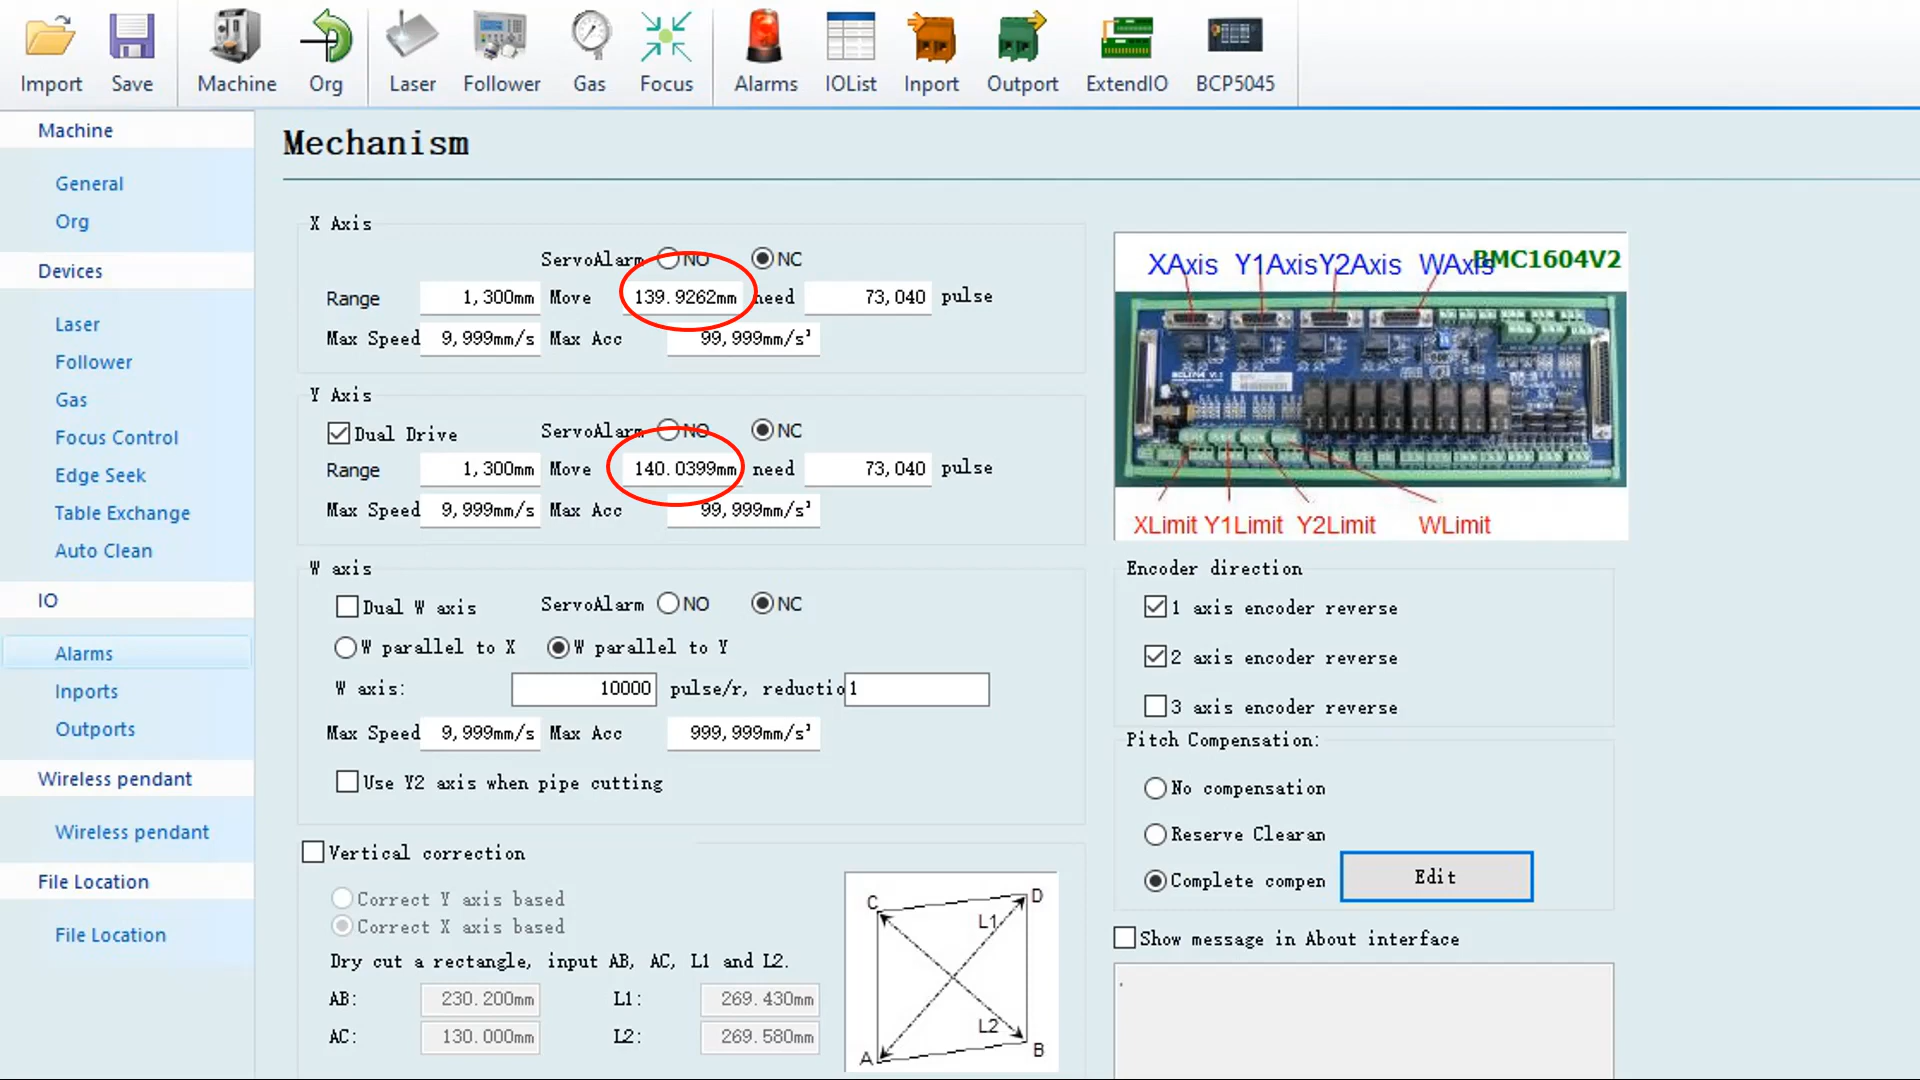 Import Save Machine Org Laser Follower Gas Focus Alarms IOList Inport Outport ExtendIO BCP5045
Machine
General
Org
Devices
Laser
Follower
Gas
Focus Control
Edge Seek
Table Exchange
Auto Clean
IO
Alarms
Inports
Outports
Wireless pendant
Wireless pendant
File Location
File Location
Mechanism
X Axis
ServoAlarm NO NC
Range 1,300mm Move 139.9262mm need 73,040 pulse
Max Speed 9,999mm/s Max Acc 99,999mm/s²
Y Axis
Dual Drive ServoAlarm NO NC
Range 1,300mm Move 140.0399mm need 73,040 pulse
Max Speed 9,999mm/s Max Acc 99,999mm/s²
W axis
Dual W axis ServoAlarm NO NC
W parallel to X W parallel to Y
W axis: 10000 pulse/r, reductio 1
Max Speed 9,999mm/s Max Acc 999,999mm/s²
Use Y2 axis when pipe cutting
Vertical correction
Correct Y axis based
Correct X axis based
Dry cut a rectangle, input AB, AC, L1 and L2.
AB: 230.200mm L1: 269.430mm
AC: 130.000mm L2: 269.580mm
C D
L1
L2
A B
XAxis Y1Axis Y2Axis WAxis BMC1604V2
XLimit Y1Limit Y2Limit WLimit
Encoder direction
1 axis encoder reverse
2 axis encoder reverse
3 axis encoder reverse
Pitch Compensation:
No compensation
Reserve Clearan
Complete compen Edit
Show message in About interface
.